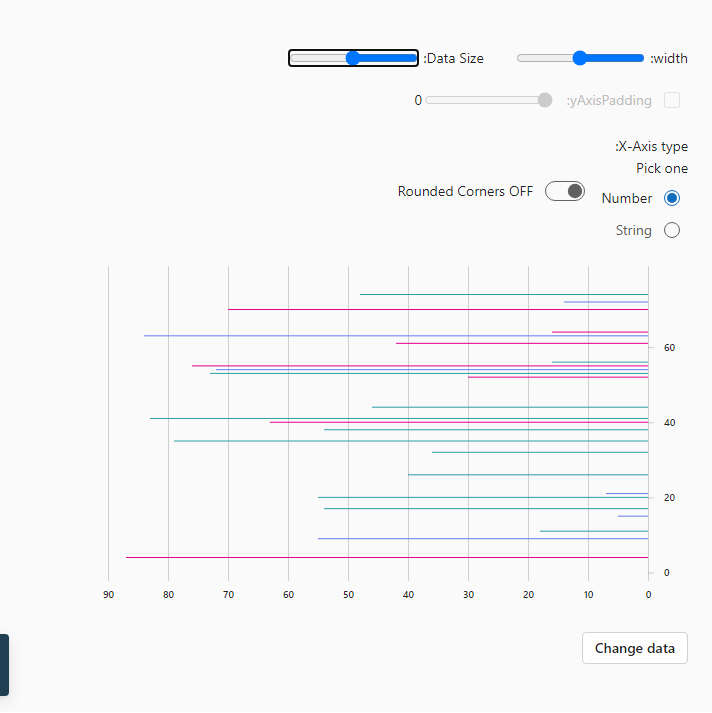 :width
:Data Size
:yAxisPadding 0
:X-Axis type
Pick one
Number
Rounded Corners OFF
String
60
40
20
0
90 80 70 60 50 40 30 20 10 0
Change data